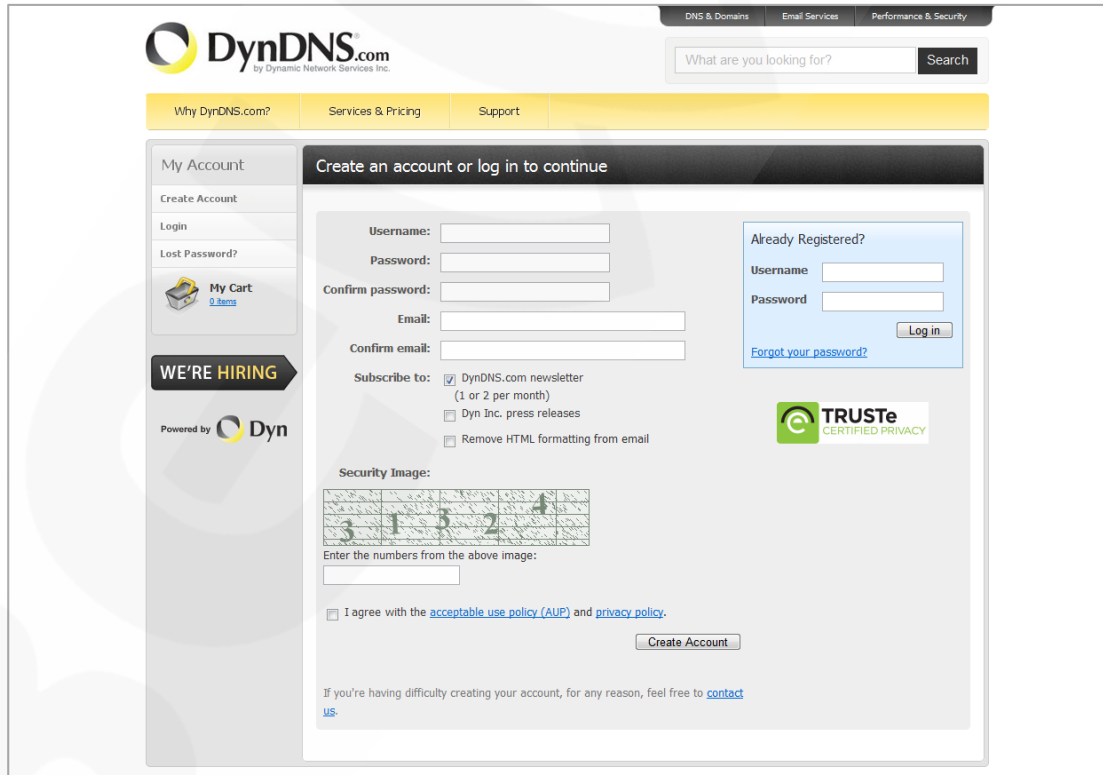 DNS & Domains
Email Services
Performance & Security
DynDNS.com
by Dynamic Network Services Inc.
What are you looking for?
Search
Why DynDNS.com?
Services & Pricing
Support
My Account
Create Account
Login
Lost Password?
My Cart
0 items
WE'RE HIRING
Powered by Dyn
Create an account or log in to continue
Username:
Password:
Confirm password:
Email:
Confirm email:
Subscribe to:
DynDNS.com newsletter
(1 or 2 per month)
Dyn Inc. press releases
Remove HTML formatting from email
Security Image:
3 1 3 2 4
Enter the numbers from the above image:
I agree with the acceptable use policy (AUP) and privacy policy.
Create Account
If you're having difficulty creating your account, for any reason, feel free to contact
us.
Already Registered?
Username
Password
Log in
Forgot your password?
TRUSTe
CERTIFIED PRIVACY